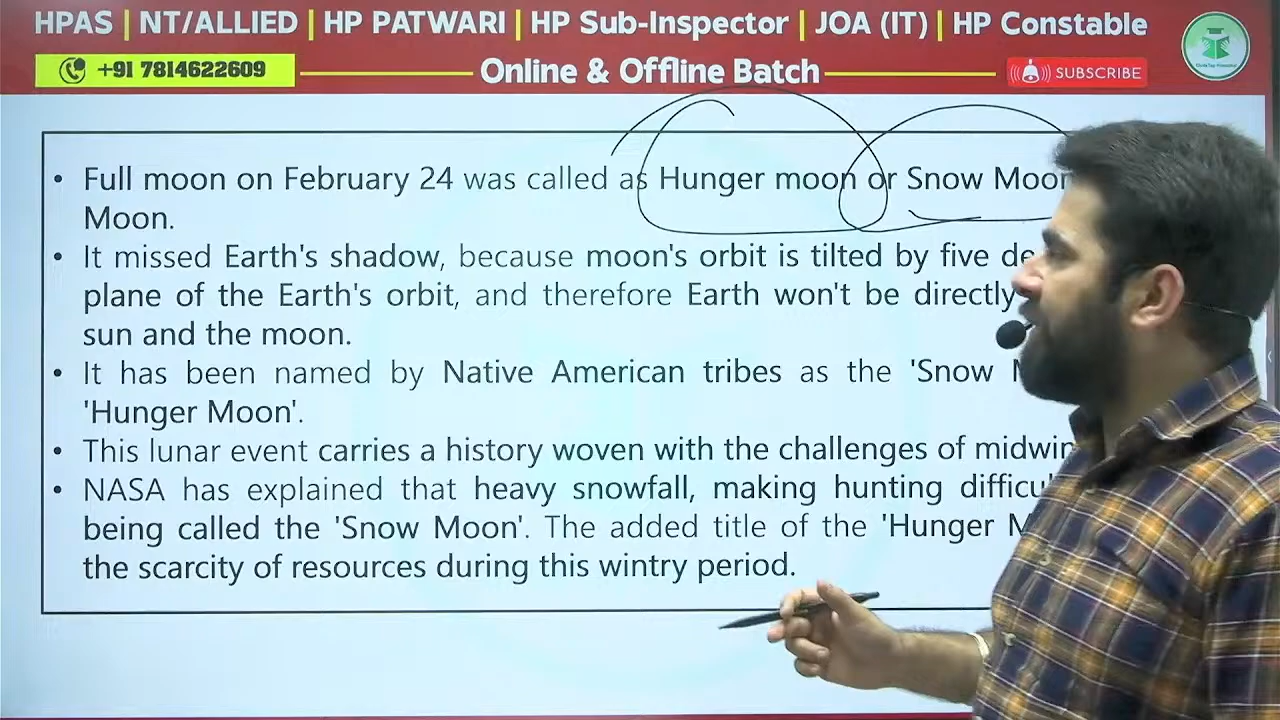 HPAS | NT/ALLIED | HP PATWARI | HP Sub-Inspector | JOA (IT) | HP Constable
+91 7814622609
Online & Offline Batch
SUBSCRIBE
• Full moon on February 24 was called as Hunger moon or Snow Moon
Moon.
• It missed Earth's shadow, because moon's orbit is tilted by five
plane of the Earth's orbit, and therefore Earth won't be directly
sun and the moon.
• It has been named by Native American tribes as the 'Snow
'Hunger Moon'.
• This lunar event carries a history woven with the challenges of
• NASA has explained that heavy snowfall, making hunting
being called the 'Snow Moon'. The added title of the 'Hunger
the scarcity of resources during this wintry period.